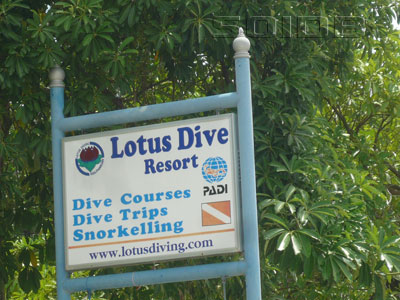 Lotus Dive
Resort
PADI
Dive Courses
Dive Trips
Snorkelling
www.lotusdiving.com